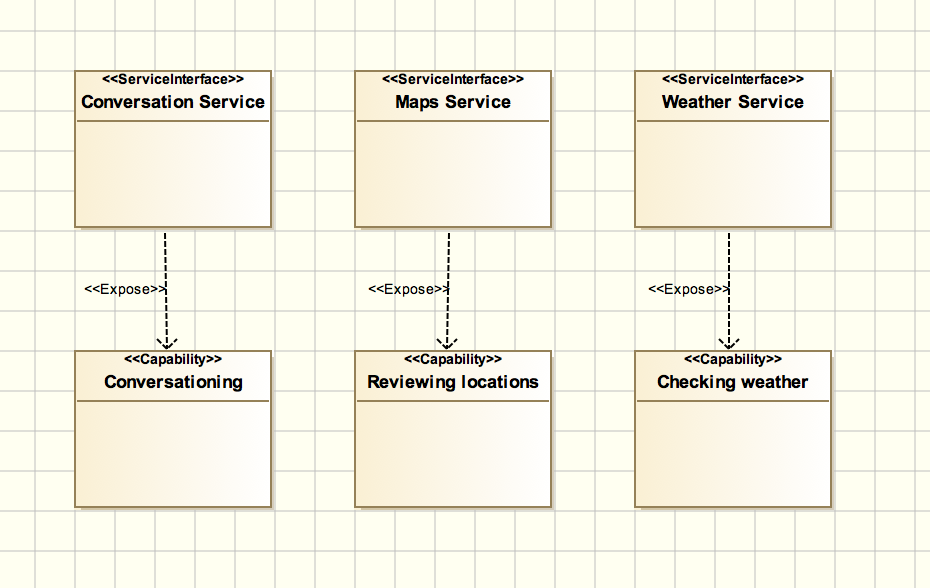 <<ServiceInterface>>
Conversation Service
<<ServiceInterface>>
Maps Service
<<ServiceInterface>>
Weather Service
<<Expose>>
<<Expose>>
<<Expose>>
<<Capability>>
Conversationing
<<Capability>>
Reviewing locations
<<Capability>>
Checking weather